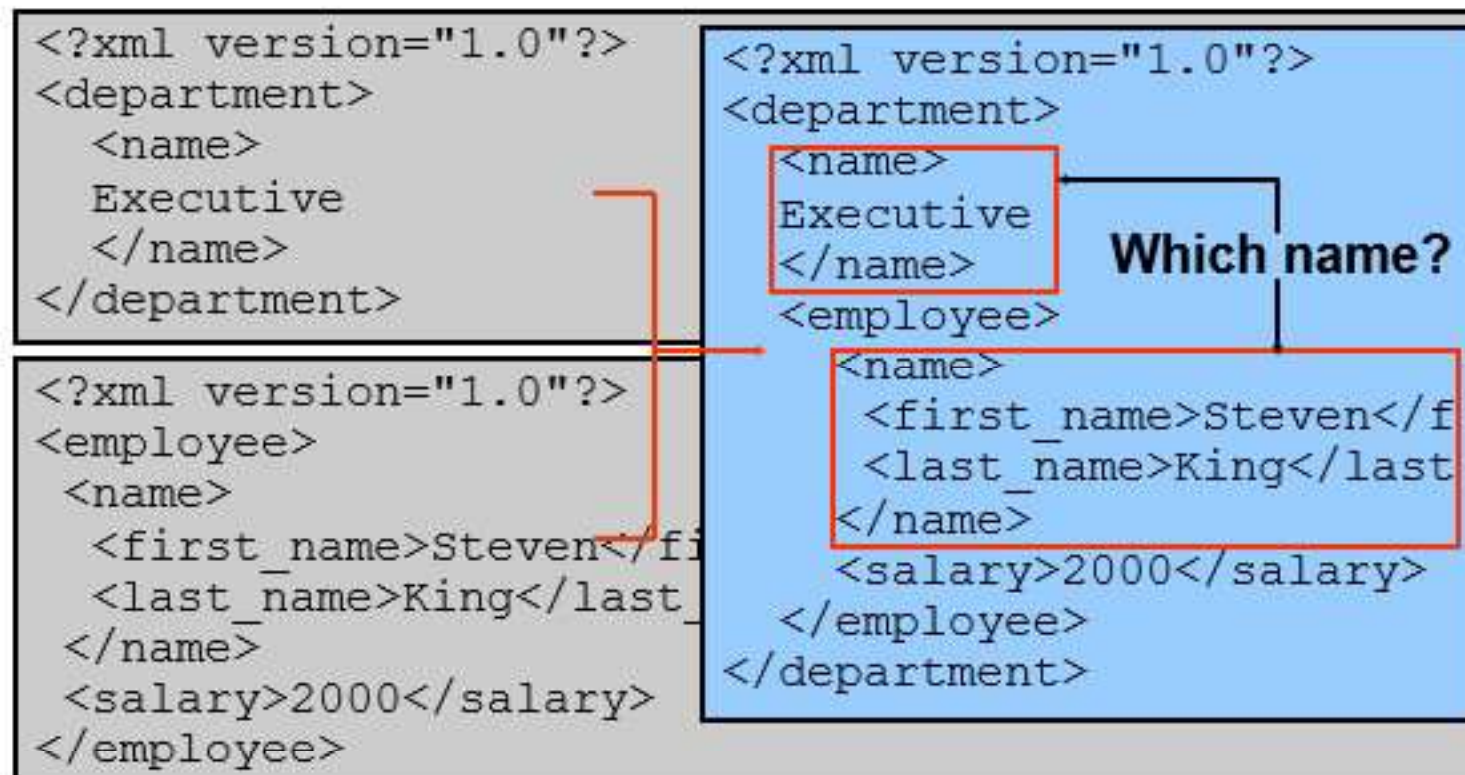 <?xml version="1.0"?>
<department>
<name>
Executive
</name>
</department>
<?xml version="1.0"?>
<employee>
<name>
<first_name>Steven</fi
<last_name>King</last_
</name>
<salary>2000</salary>
</employee>
<?xml version="1.0"?>
<department>
<name>
Executive
</name>
Which name?
<employee>
<name>
<first_name>Steven</f
<last_name>King</last
</name>
<salary>2000</salary>
</employee>
</department>